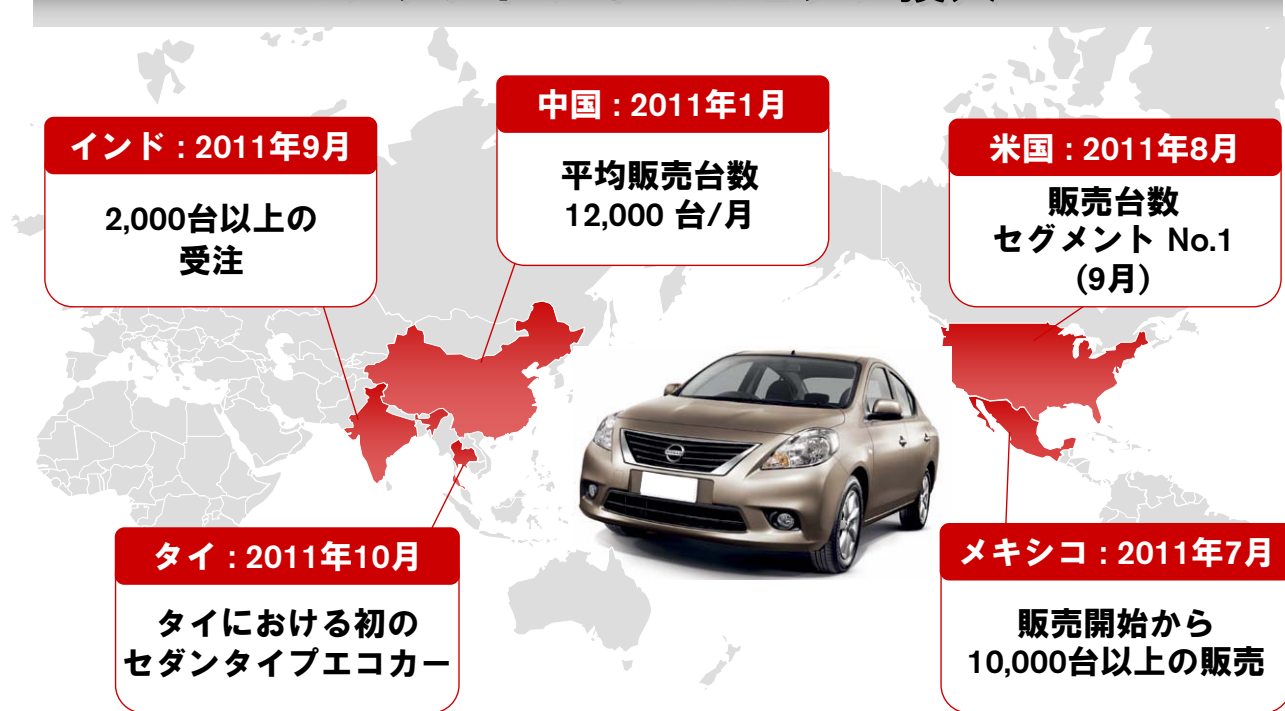 中国 : 2011年1月
平均販売台数
12,000 台/月
インド : 2011年9月
2,000台以上の
受注
米国 : 2011年8月
販売台数
セグメント No.1
(9月)
タイ : 2011年10月
タイにおける初の
セダンタイプエコカー
メキシコ : 2011年7月
販売開始から
10,000台以上の販売
NISSAN